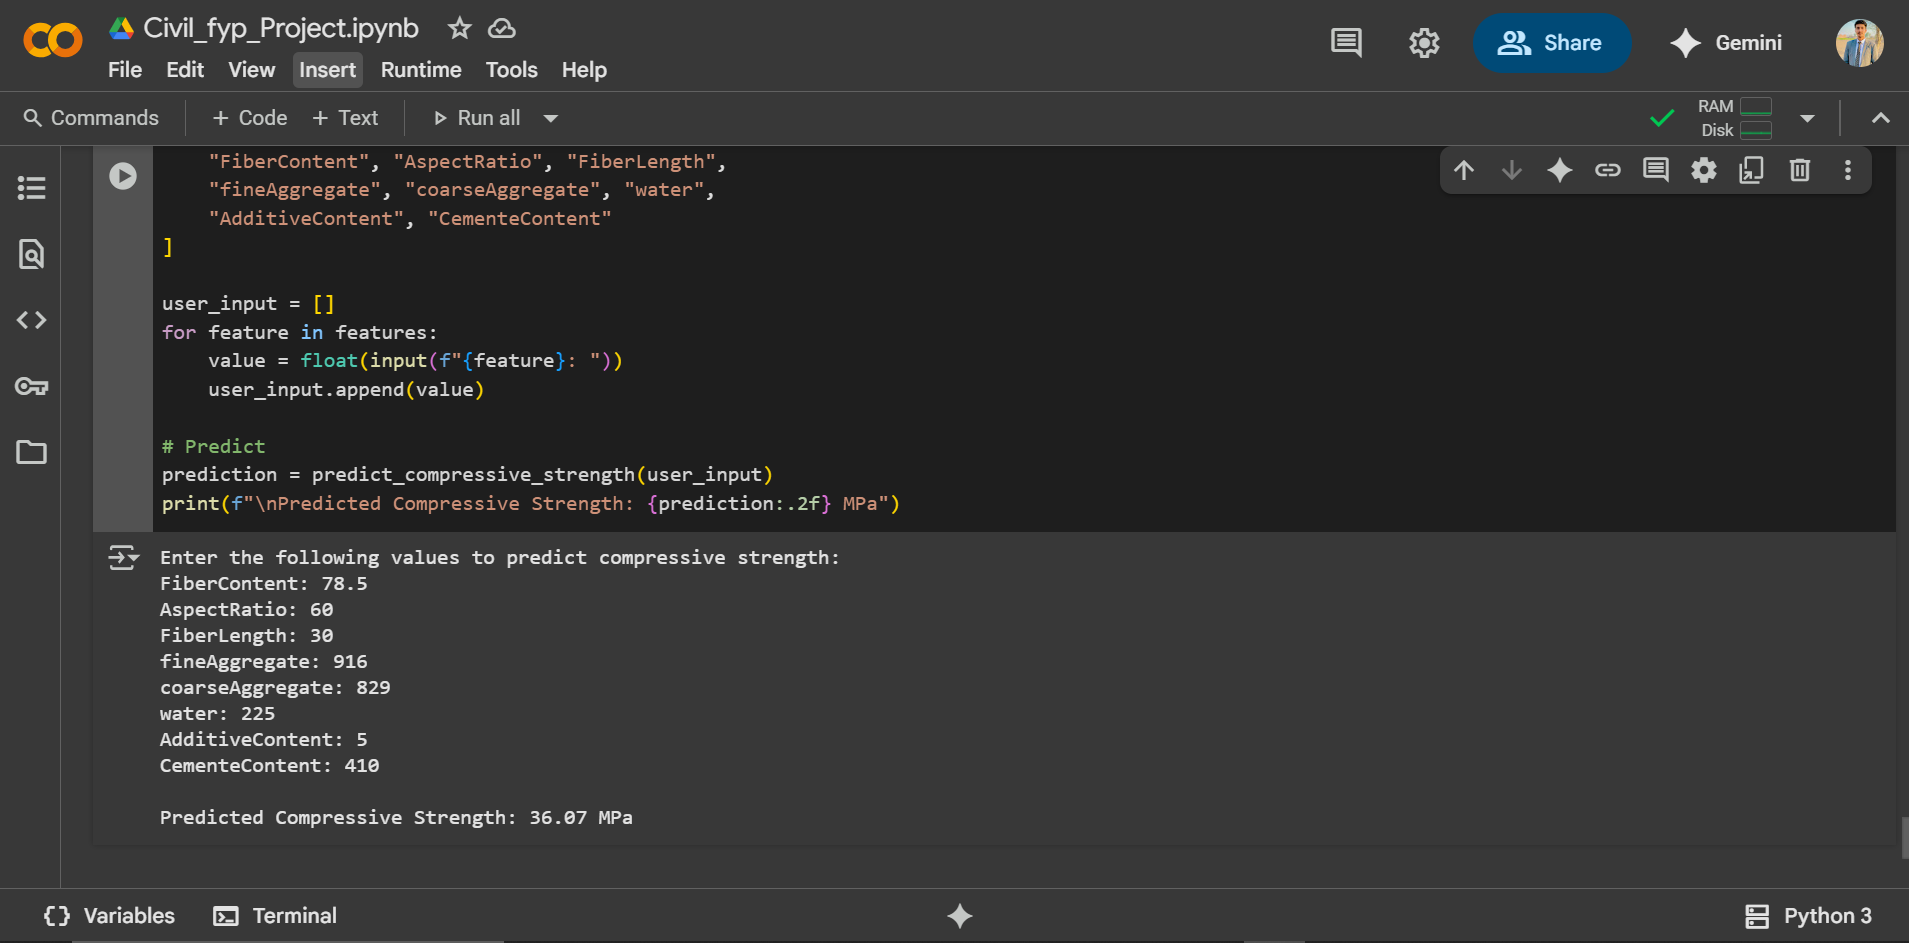 Civil_fyp_Project.ipynb
File Edit View Insert Runtime Tools Help
Share
Gemini
Commands + Code + Text Run all
RAM
Disk
"FiberContent", "AspectRatio", "FiberLength",
"fineAggregate", "coarseAggregate", "water",
"AdditiveContent", "CementeContent"
]
user_input = []
for feature in features:
value = float(input(f"{feature}: "))
user_input.append(value)
# Predict
prediction = predict_compressive_strength(user_input)
print(f"\nPredicted Compressive Strength: {prediction:.2f} MPa")
Enter the following values to predict compressive strength:
FiberContent: 78.5
AspectRatio: 60
FiberLength: 30
fineAggregate: 916
coarseAggregate: 829
water: 225
AdditiveContent: 5
CementeContent: 410
Predicted Compressive Strength: 36.07 MPa
Variables Terminal Python 3